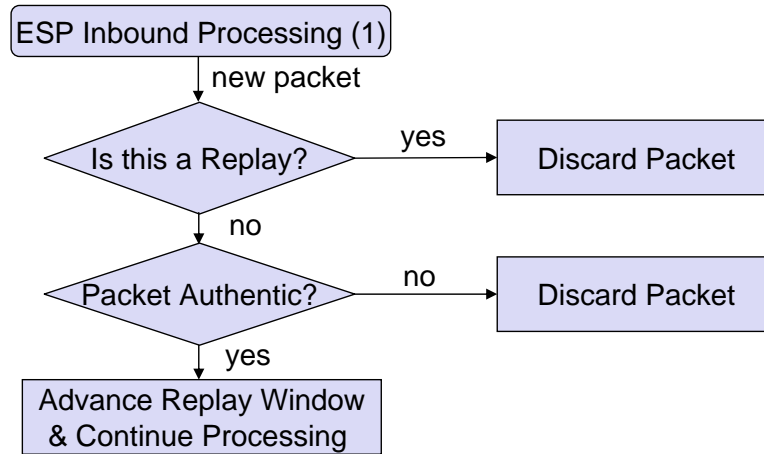 ESP Inbound Processing (1)
new packet
Is this a Replay?
yes
Discard Packet
no
Packet Authentic?
no
Discard Packet
yes
Advance Replay Window
& Continue Processing